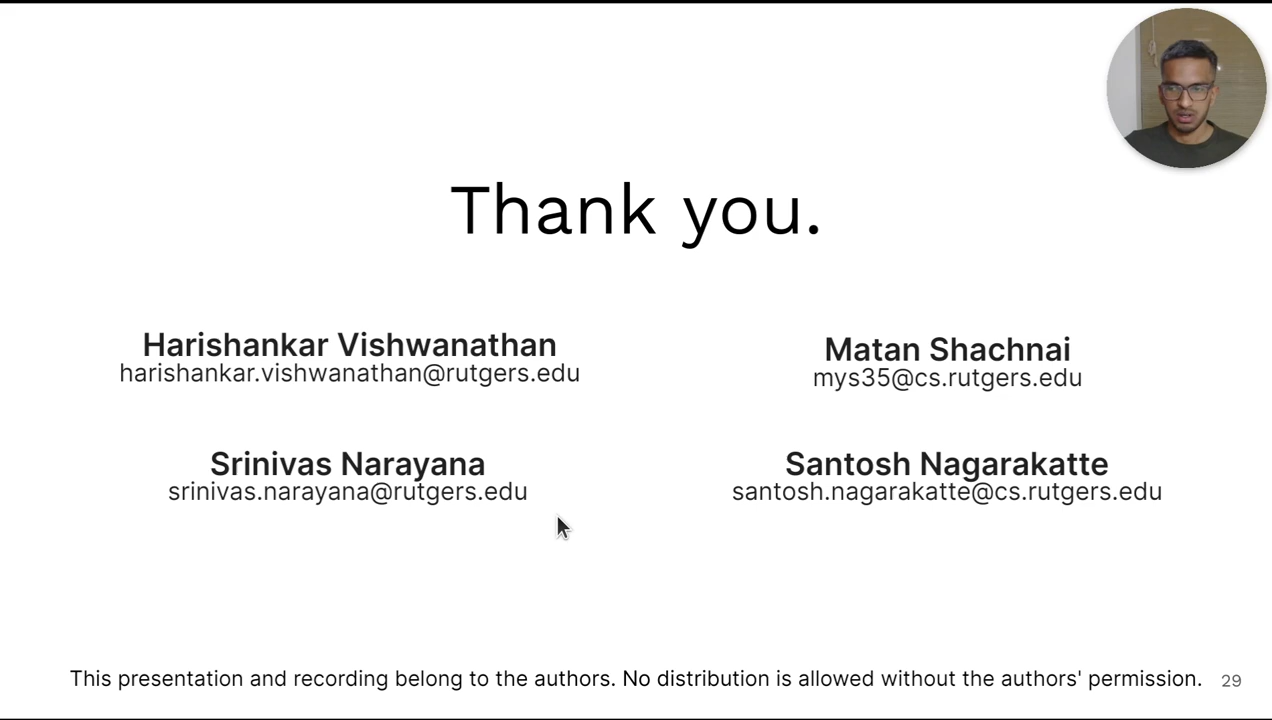 Thank you.
Harishankar Vishwanathan
harishankar.vishwanathan@rutgers.edu
Matan Shachnai
mys35@cs.rutgers.edu
Srinivas Narayana
srinivas.narayana@rutgers.edu
Santosh Nagarakatte
santosh.nagarakatte@cs.rutgers.edu
This presentation and recording belong to the authors. No distribution is allowed without the authors' permission.
29